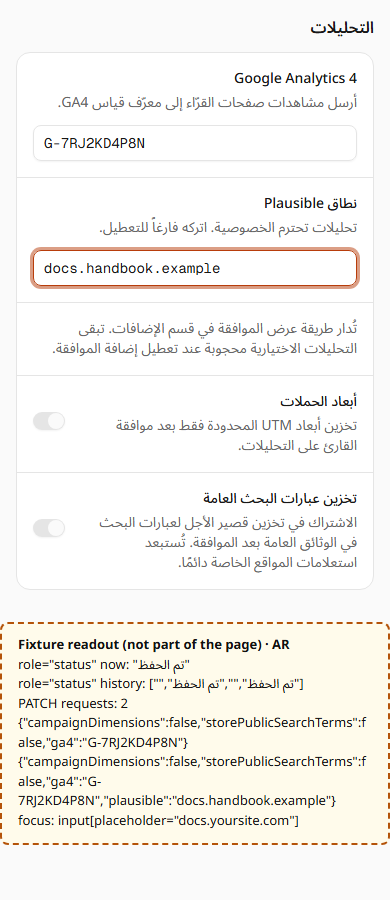 التحليلات
Google Analytics 4
أرسل مشاهدات صفحات القرّاء إلى معرّف قياس GA4.
G-7RJ2KD4P8N
نطاق Plausible
تحليلات تحترم الخصوصية. اتركه فارغاً للتعطيل.
docs.handbook.example
تُدار طريقة عرض الموافقة في قسم الإضافات. تبقى
التحليلات الاختيارية محجوبة عند تعطيل إضافة الموافقة.
أبعاد الحملات
تخزين أبعاد UTM المحدودة فقط بعد موافقة
القارئ على التحليلات.
تخزين عبارات البحث العامة
الاشتراك في تخزين قصير الأجل لعبارات البحث
في الوثائق العامة بعد الموافقة. تُستبعد
استعلامات المواقع الخاصة دائمًا.
Fixture readout (not part of the page) · AR
role="status" now: "تم الحفظ"
role="status" history: ["","تم الحفظ","","تم الحفظ"]
PATCH requests: 2
{"campaignDimensions":false,"storePublicSearchTerms":f
alse,"ga4":"G-7RJ2KD4P8N"}
{"campaignDimensions":false,"storePublicSearchTerms":f
alse,"ga4":"G-
7RJ2KD4P8N","plausible":"docs.handbook.example"}
focus: input[placeholder="docs.yoursite.com"]